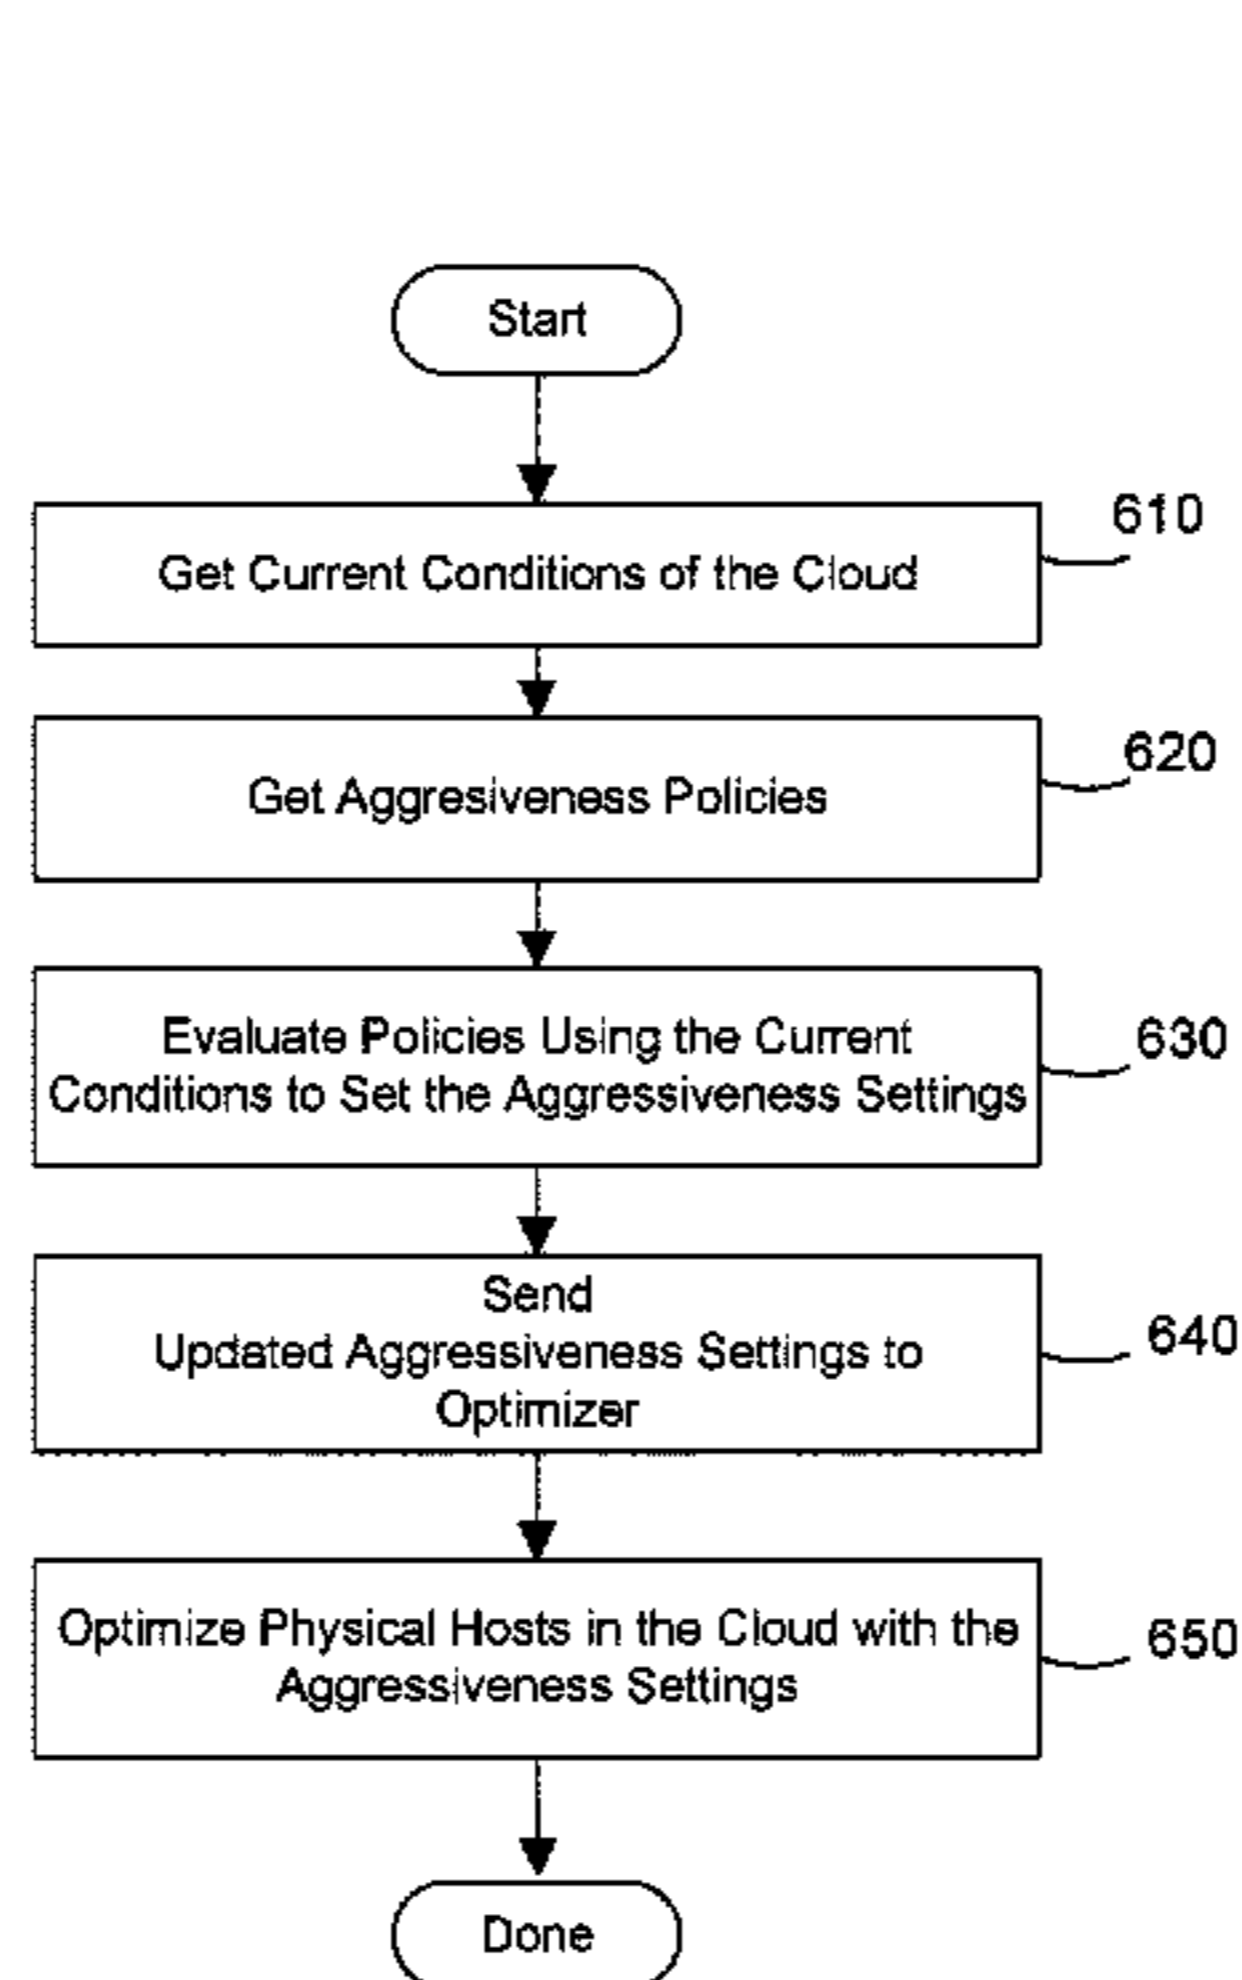 Start
610
Get Current Conditions of the Cloud
620
Get Aggresiveness Policies
630
Evaluate Policies Using the Current
Conditions to Set the Aggressiveness Settings
640
Send
Updated Aggressiveness Settings to
Optimizer
650
Optimize Physical Hosts in the Cloud with the
Aggressiveness Settings
Done